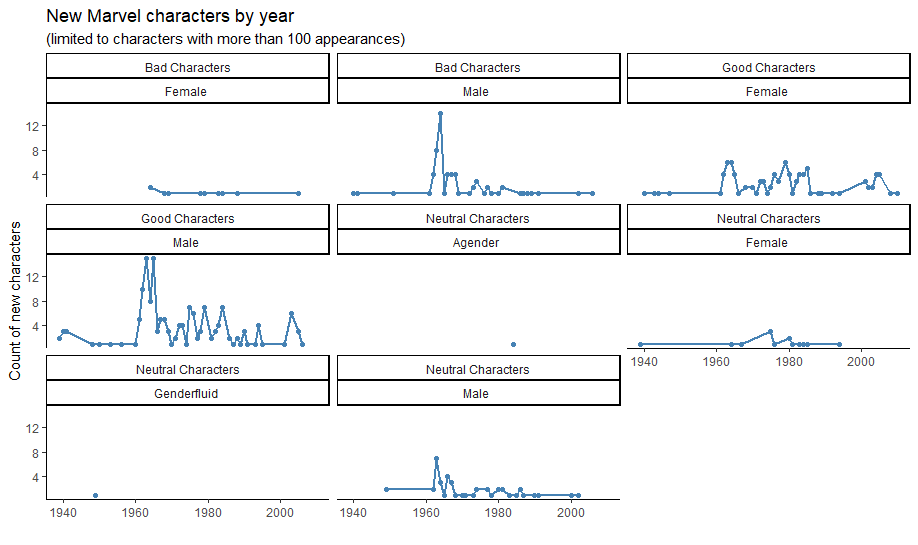 New Marvel characters by year
(limited to characters with more than 100 appearances)
Bad Characters
Female
Bad Characters
Male
Good Characters
Female
12
8
4
Good Characters
Male
Neutral Characters
Agender
Neutral Characters
Female
Count of new characters
12
8
4
1940 1960 1980 2000
Neutral Characters
Genderfluid
Neutral Characters
Male
12
8
4
1940 1960 1980 2000
1940 1960 1980 2000